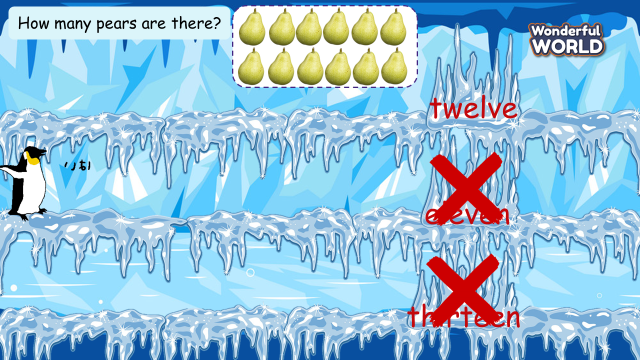 How many pears are there?
Wonderful
WORLD
twelve
eleven
thirteen